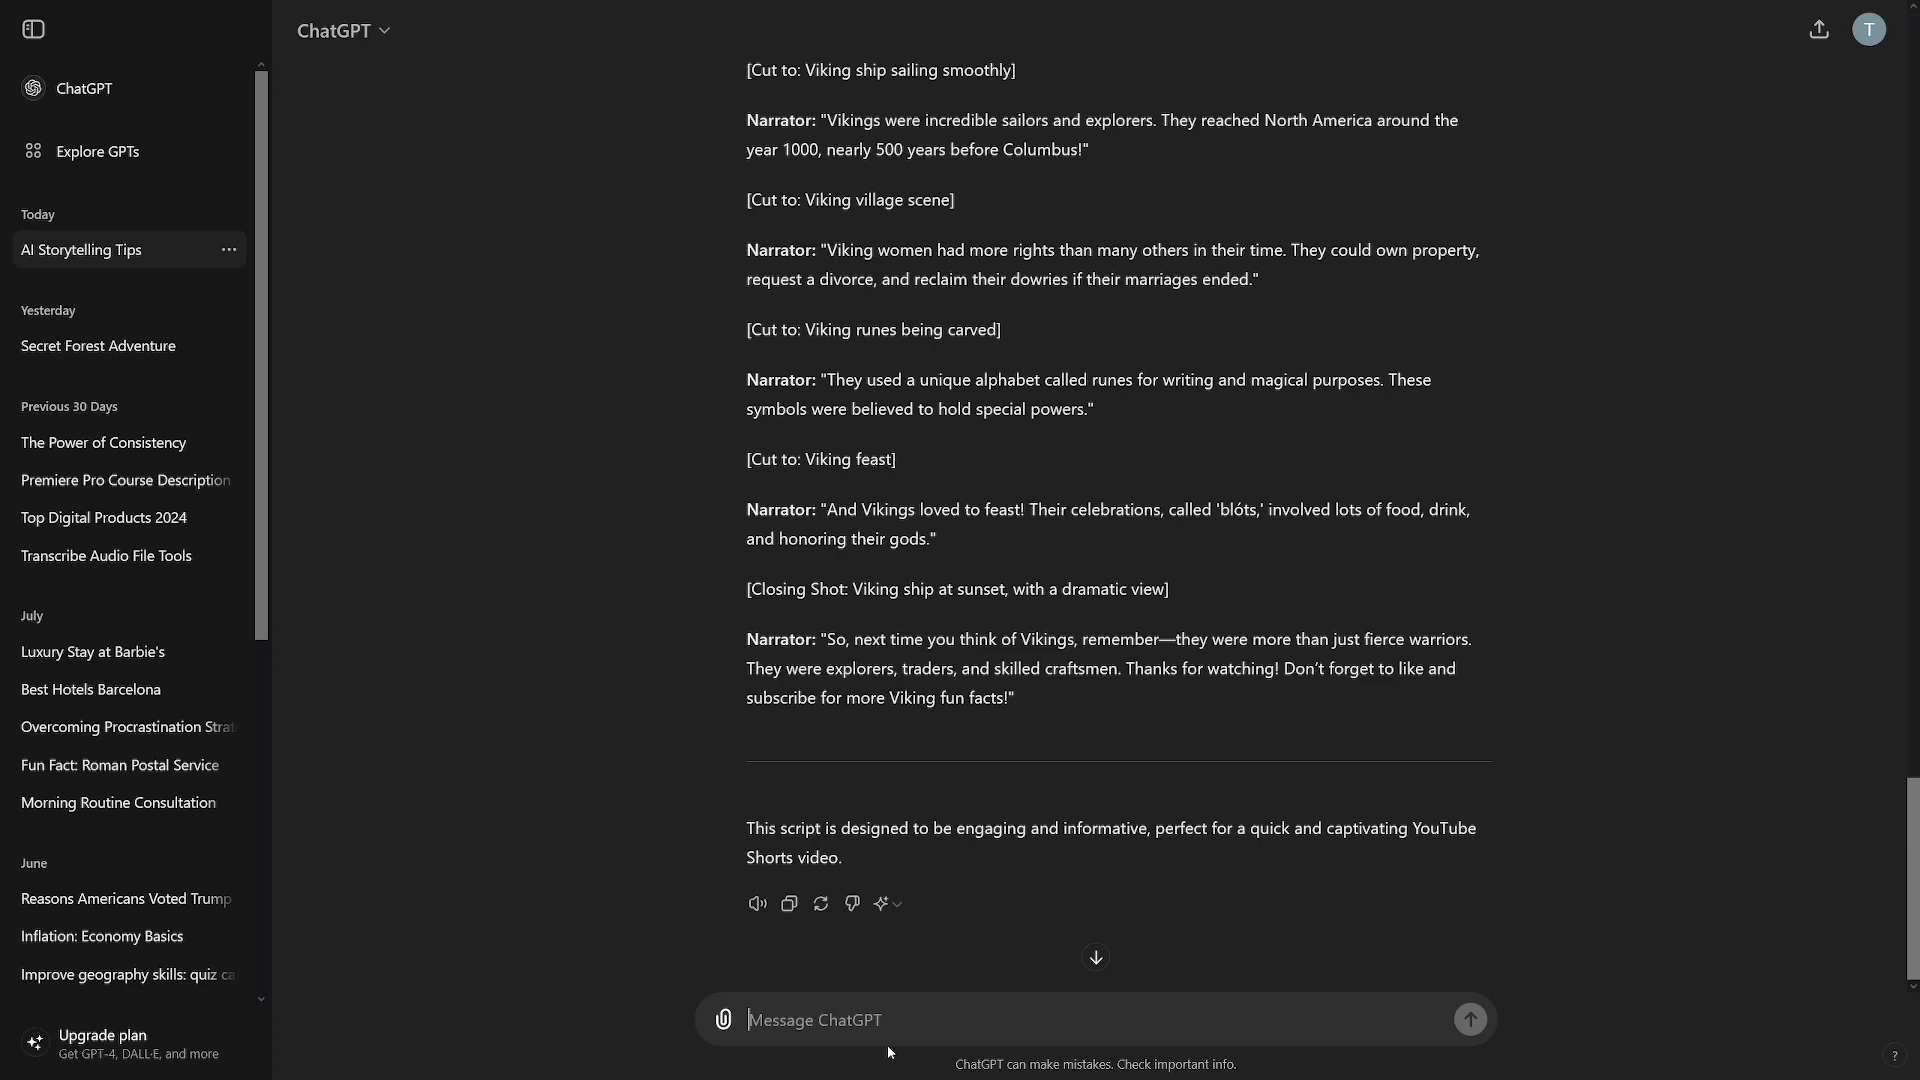 ChatGPT
Explore GPTs
Today
AI Storytelling Tips
Yesterday
Secret Forest Adventure
Previous 30 Days
The Power of Consistency
Premiere Pro Course Description
Top Digital Products 2024
Transcribe Audio File Tools
July
Luxury Stay at Barbie's
Best Hotels Barcelona
Overcoming Procrastination Strat
Fun Fact: Roman Postal Service
Morning Routine Consultation
June
Reasons Americans Voted Trump
Inflation: Economy Basics
Improve geography skills: quiz ca
Upgrade plan
Get GPT-4, DALL·E, and more
ChatGPT
T
[Cut to: Viking ship sailing smoothly]
Narrator: "Vikings were incredible sailors and explorers. They reached North America around the
year 1000, nearly 500 years before Columbus!"
[Cut to: Viking village scene]
Narrator: "Viking women had more rights than many others in their time. They could own property,
request a divorce, and reclaim their dowries if their marriages ended."
[Cut to: Viking runes being carved]
Narrator: "They used a unique alphabet called runes for writing and magical purposes. These
symbols were believed to hold special powers."
[Cut to: Viking feast]
Narrator: "And Vikings loved to feast! Their celebrations, called 'blóts,' involved lots of food, drink,
and honoring their gods."
[Closing Shot: Viking ship at sunset, with a dramatic view]
Narrator: "So, next time you think of Vikings, remember—they were more than just fierce warriors.
They were explorers, traders, and skilled craftsmen. Thanks for watching! Don't forget to like and
subscribe for more Viking fun facts!"
This script is designed to be engaging and informative, perfect for a quick and captivating YouTube
Shorts video.
Message ChatGPT
ChatGPT can make mistakes. Check important info.
?